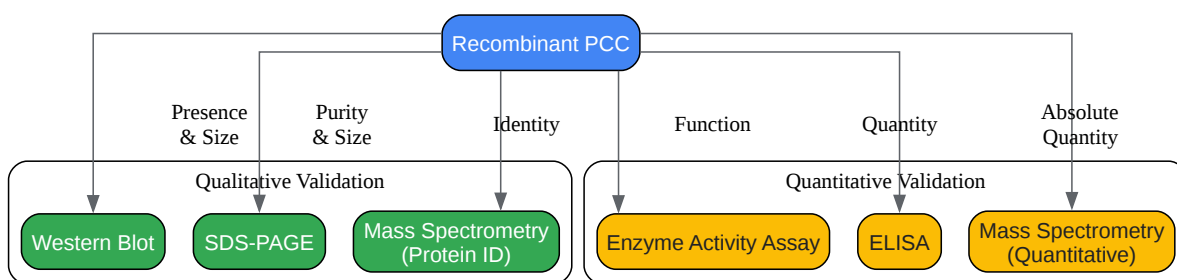 Recombinant PCC
Presence
& Size
Purity
& Size
Identity
Function
Quantity
Absolute
Quantity
Qualitative Validation
Quantitative Validation
Western Blot
SDS-PAGE
Mass Spectrometry
(Protein ID)
Enzyme Activity Assay
ELISA
Mass Spectrometry
(Quantitative)